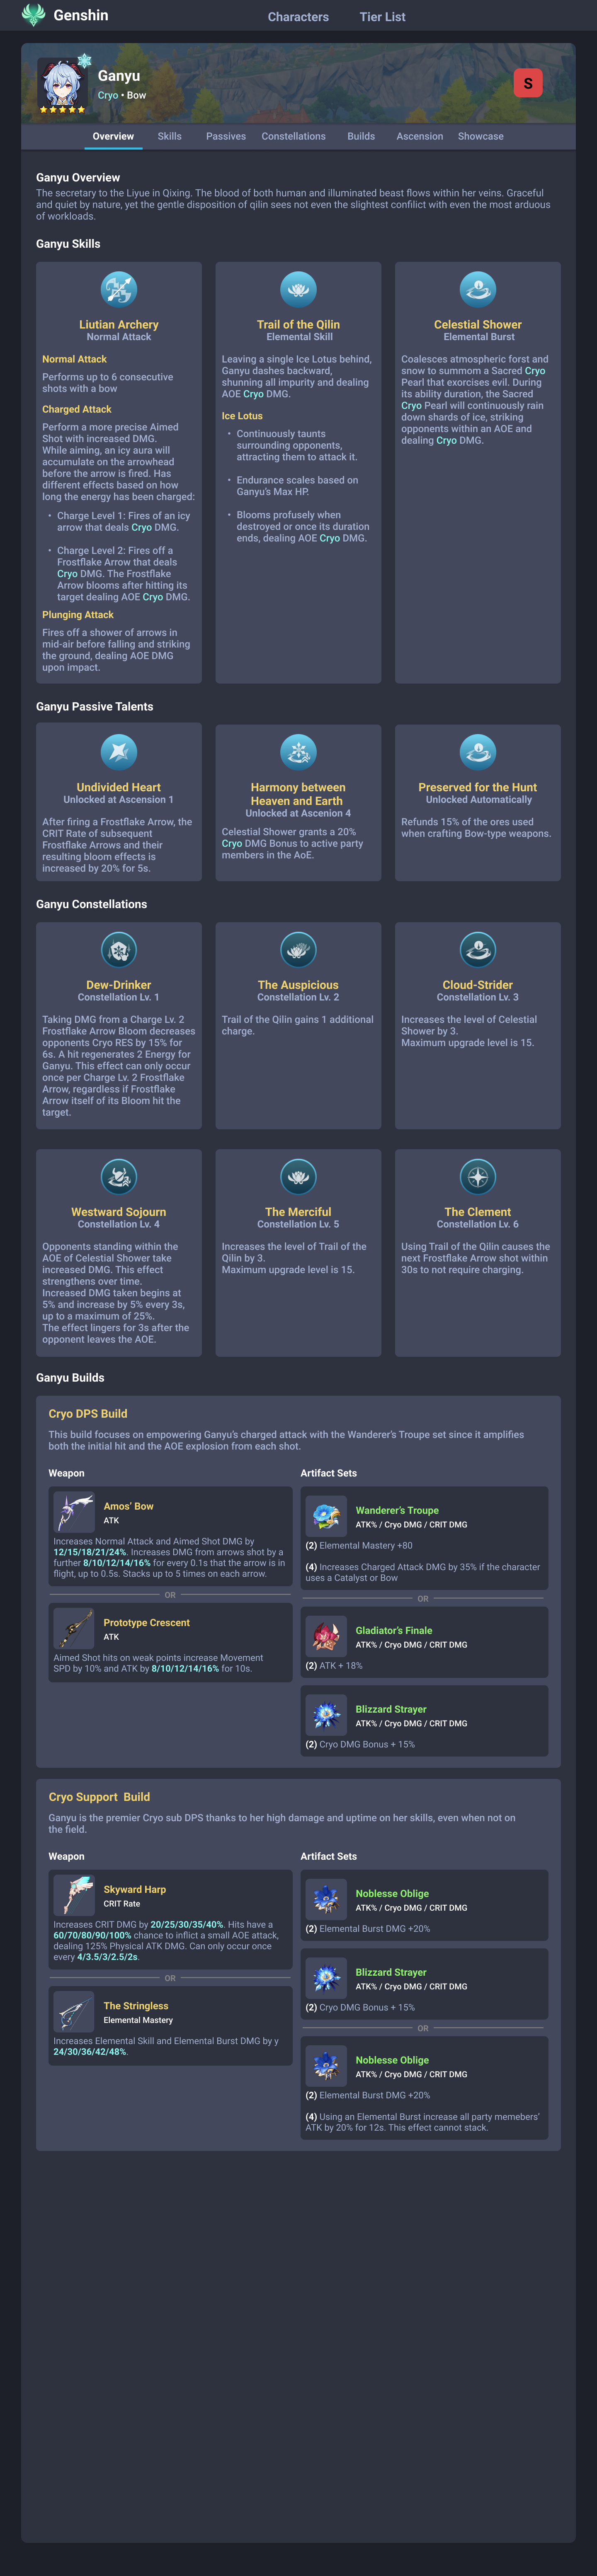 Genshin
Characters
Tier List
Ganyu
Cryo • Bow
S
Overview
Skills
Passives
Constellations
Builds
Ascension
Showcase
Ganyu Overview
The secretary to the Liyue in Qixing. The blood of both human and illuminated beast flows within her veins. Graceful
and quiet by nature, yet the gentle disposition of qilin sees not even the slightest confilict with even the most arduous
of workloads.
Ganyu Skills
Liutian Archery
Normal Attack
Normal Attack
Performs up to 6 consecutive
shots with a bow
Charged Attack
Perform a more precise Aimed
Shot with increased DMG.
While aiming, an icy aura will
accumulate on the arrowhead
before the arrow is fired. Has
different effects based on how
long the energy has been charged:
• Charge Level 1: Fires of an icy
arrow that deals Cryo DMG.
• Charge Level 2: Fires off a
Frostflake Arrow that deals
Cryo DMG. The Frostflake
Arrow blooms after hitting its
target dealing AOE Cryo DMG.
Plunging Attack
Fires off a shower of arrows in
mid-air before falling and striking
the ground, dealing AOE DMG
upon impact.
Trail of the Qilin
Elemental Skill
Leaving a single Ice Lotus behind,
Ganyu dashes backward,
shunning all impurity and dealing
AOE Cryo DMG.
Ice Lotus
• Continuously taunts
surrounding opponents,
attracting them to attack it.
• Endurance scales based on
Ganyu's Max HP.
• Blooms profusely when
destroyed or once its duration
ends, dealing AOE Cryo DMG.
Celestial Shower
Elemental Burst
Coalesces atmospheric forst and
snow to summom a Sacred Cryo
Pearl that exorcises evil. During
its ability duration, the Sacred
Cryo Pearl will continuously rain
down shards of ice, striking
opponents within an AOE and
dealing Cryo DMG.
Ganyu Passive Talents
Undivided Heart
Unlocked at Ascension 1
After firing a Frostflake Arrow, the
CRIT Rate of subsequent
Frostflake Arrows and their
resulting bloom effects is
increased by 20% for 5s.
Harmony between
Heaven and Earth
Unlocked at Ascenion 4
Celestial Shower grants a 20%
Cryo DMG Bonus to active party
members in the AoE.
Preserved for the Hunt
Unlocked Automatically
Refunds 15% of the ores used
when crafting Bow-type weapons.
Ganyu Constellations
Dew-Drinker
Constellation Lv. 1
Taking DMG from a Charge Lv. 2
Frostflake Arrow Bloom decreases
opponents Cryo RES by 15% for
6s. A hit regenerates 2 Energy for
Ganyu. This effect can only occur
once per Charge Lv. 2 Frostflake
Arrow, regardless if Frostflake
Arrow itself of its Bloom hit the
target.
The Auspicious
Constellation Lv. 2
Trail of the Qilin gains 1 additional
charge.
Cloud-Strider
Constellation Lv. 3
Increases the level of Celestial
Shower by 3.
Maximum upgrade level is 15.
Westward Sojourn
Constellation Lv. 4
Opponents standing within the
AOE of Celestial Shower take
increased DMG. This effect
strengthens over time.
Increased DMG taken begins at
5% and increase by 5% every 3s,
up to a maximum of 25%.
The effect lingers for 3s after the
opponent leaves the AOE.
The Merciful
Constellation Lv. 5
Increases the level of Trail of the
Qilin by 3.
Maximum upgrade level is 15.
The Clement
Constellation Lv. 6
Using Trail of the Qilin causes the
next Frostflake Arrow shot within
30s to not require charging.
Ganyu Builds
Cryo DPS Build
This build focuses on empowering Ganyu's charged attack with the Wanderer's Troupe set since it amplifies
both the initial hit and the AOE explosion from each shot.
Weapon
Amos' Bow
ATK
Increases Normal Attack and Aimed Shot DMG by
12/15/18/21/24%. Increases DMG from arrows shot by a
further 8/10/12/14/16% for every 0.1s that the arrow is in
flight, up to 0.5s. Stacks up to 5 times on each arrow.
OR
Prototype Crescent
ATK
Aimed Shot hits on weak points increase Movement
SPD by 10% and ATK by 8/10/12/14/16% for 10s.
Artifact Sets
Wanderer's Troupe
ATK% / Cryo DMG / CRIT DMG
(2) Elemental Mastery +80
(4) Increases Charged Attack DMG by 35% if the character
uses a Catalyst or Bow
OR
Gladiator's Finale
ATK% / Cryo DMG / CRIT DMG
(2) ATK + 18%
Blizzard Strayer
ATK% / Cryo DMG / CRIT DMG
(2) Cryo DMG Bonus + 15%
Cryo Support Build
Ganyu is the premier Cryo sub DPS thanks to her high damage and uptime on her skills, even when not on
the field.
Weapon
Skyward Harp
CRIT Rate
Increases CRIT DMG by 20/25/30/35/40%. Hits have a
60/70/80/90/100% chance to inflict a small AOE attack,
dealing 125% Physical ATK DMG. Can only occur once
every 4/3.5/3/2.5/2s.
OR
The Stringless
Elemental Mastery
Increases Elemental Skill and Elemental Burst DMG by y
24/30/36/42/48%.
Artifact Sets
Noblesse Oblige
ATK% / Cryo DMG / CRIT DMG
(2) Elemental Burst DMG +20%
Blizzard Strayer
ATK% / Cryo DMG / CRIT DMG
(2) Cryo DMG Bonus + 15%
OR
Noblesse Oblige
ATK% / Cryo DMG / CRIT DMG
(2) Elemental Burst DMG +20%
(4) Using an Elemental Burst increase all party memebers'
ATK by 20% for 12s. This effect cannot stack.